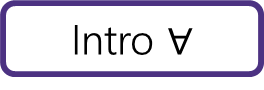 Intro ∀